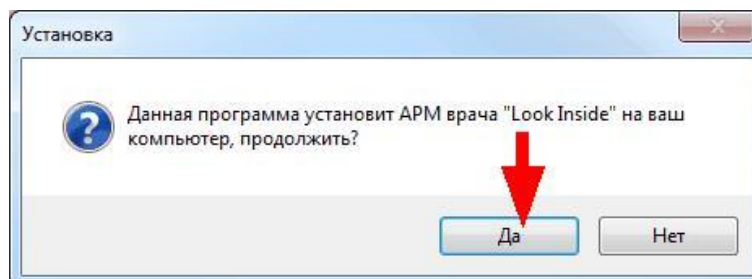 Установка
Данная программа установит АРМ врача "Look Inside" на ваш
компьютер, продолжить?
Да
Нет